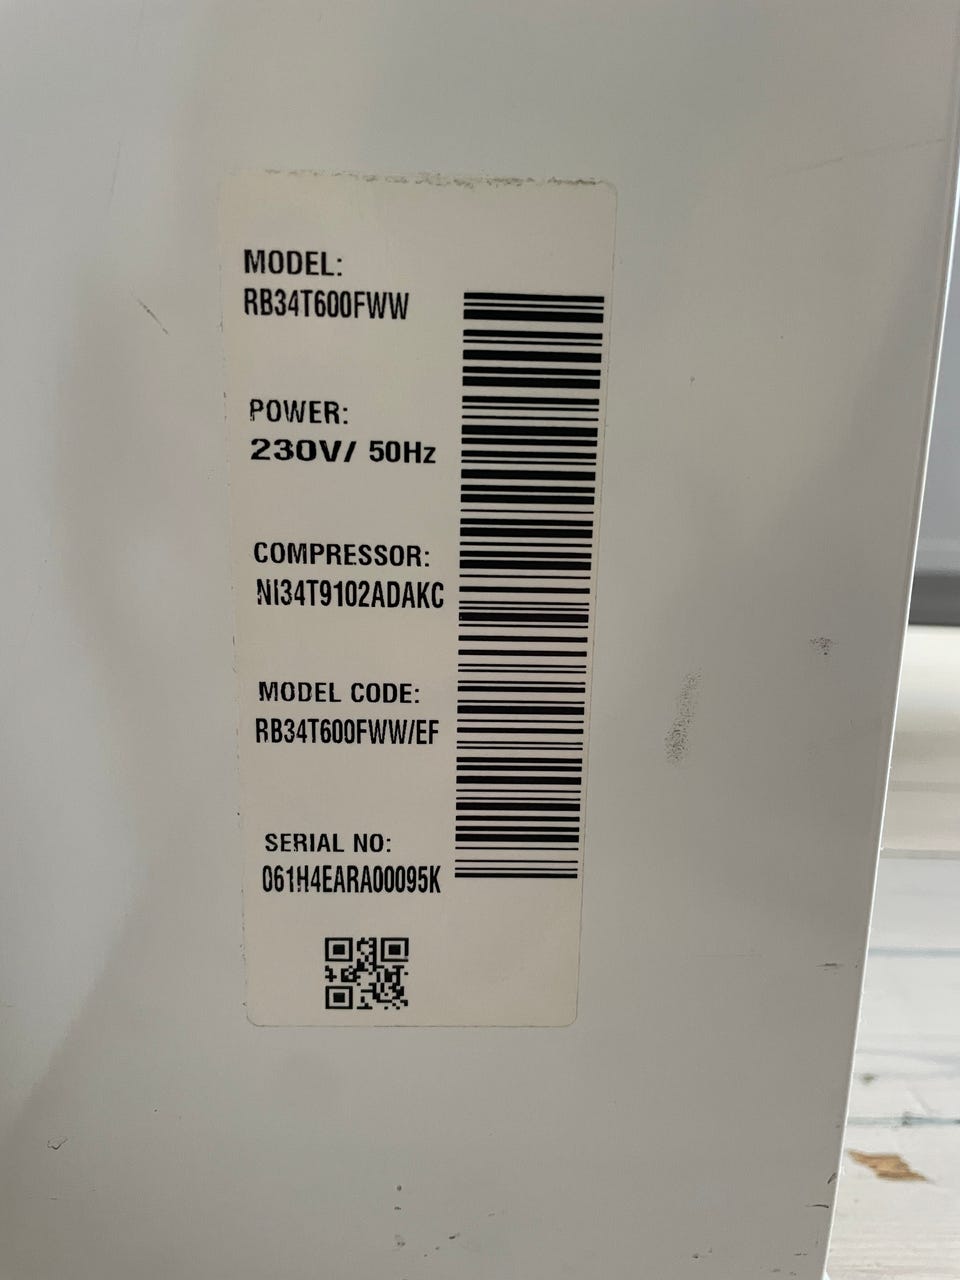 MODEL:
RB34T600FWW
POWER:
230V/ 50Hz
COMPRESSOR:
NI34T9102ADAKC
MODEL CODE:
RB34T600FWW/EF
SERIAL NO:
061H4EARA00095K